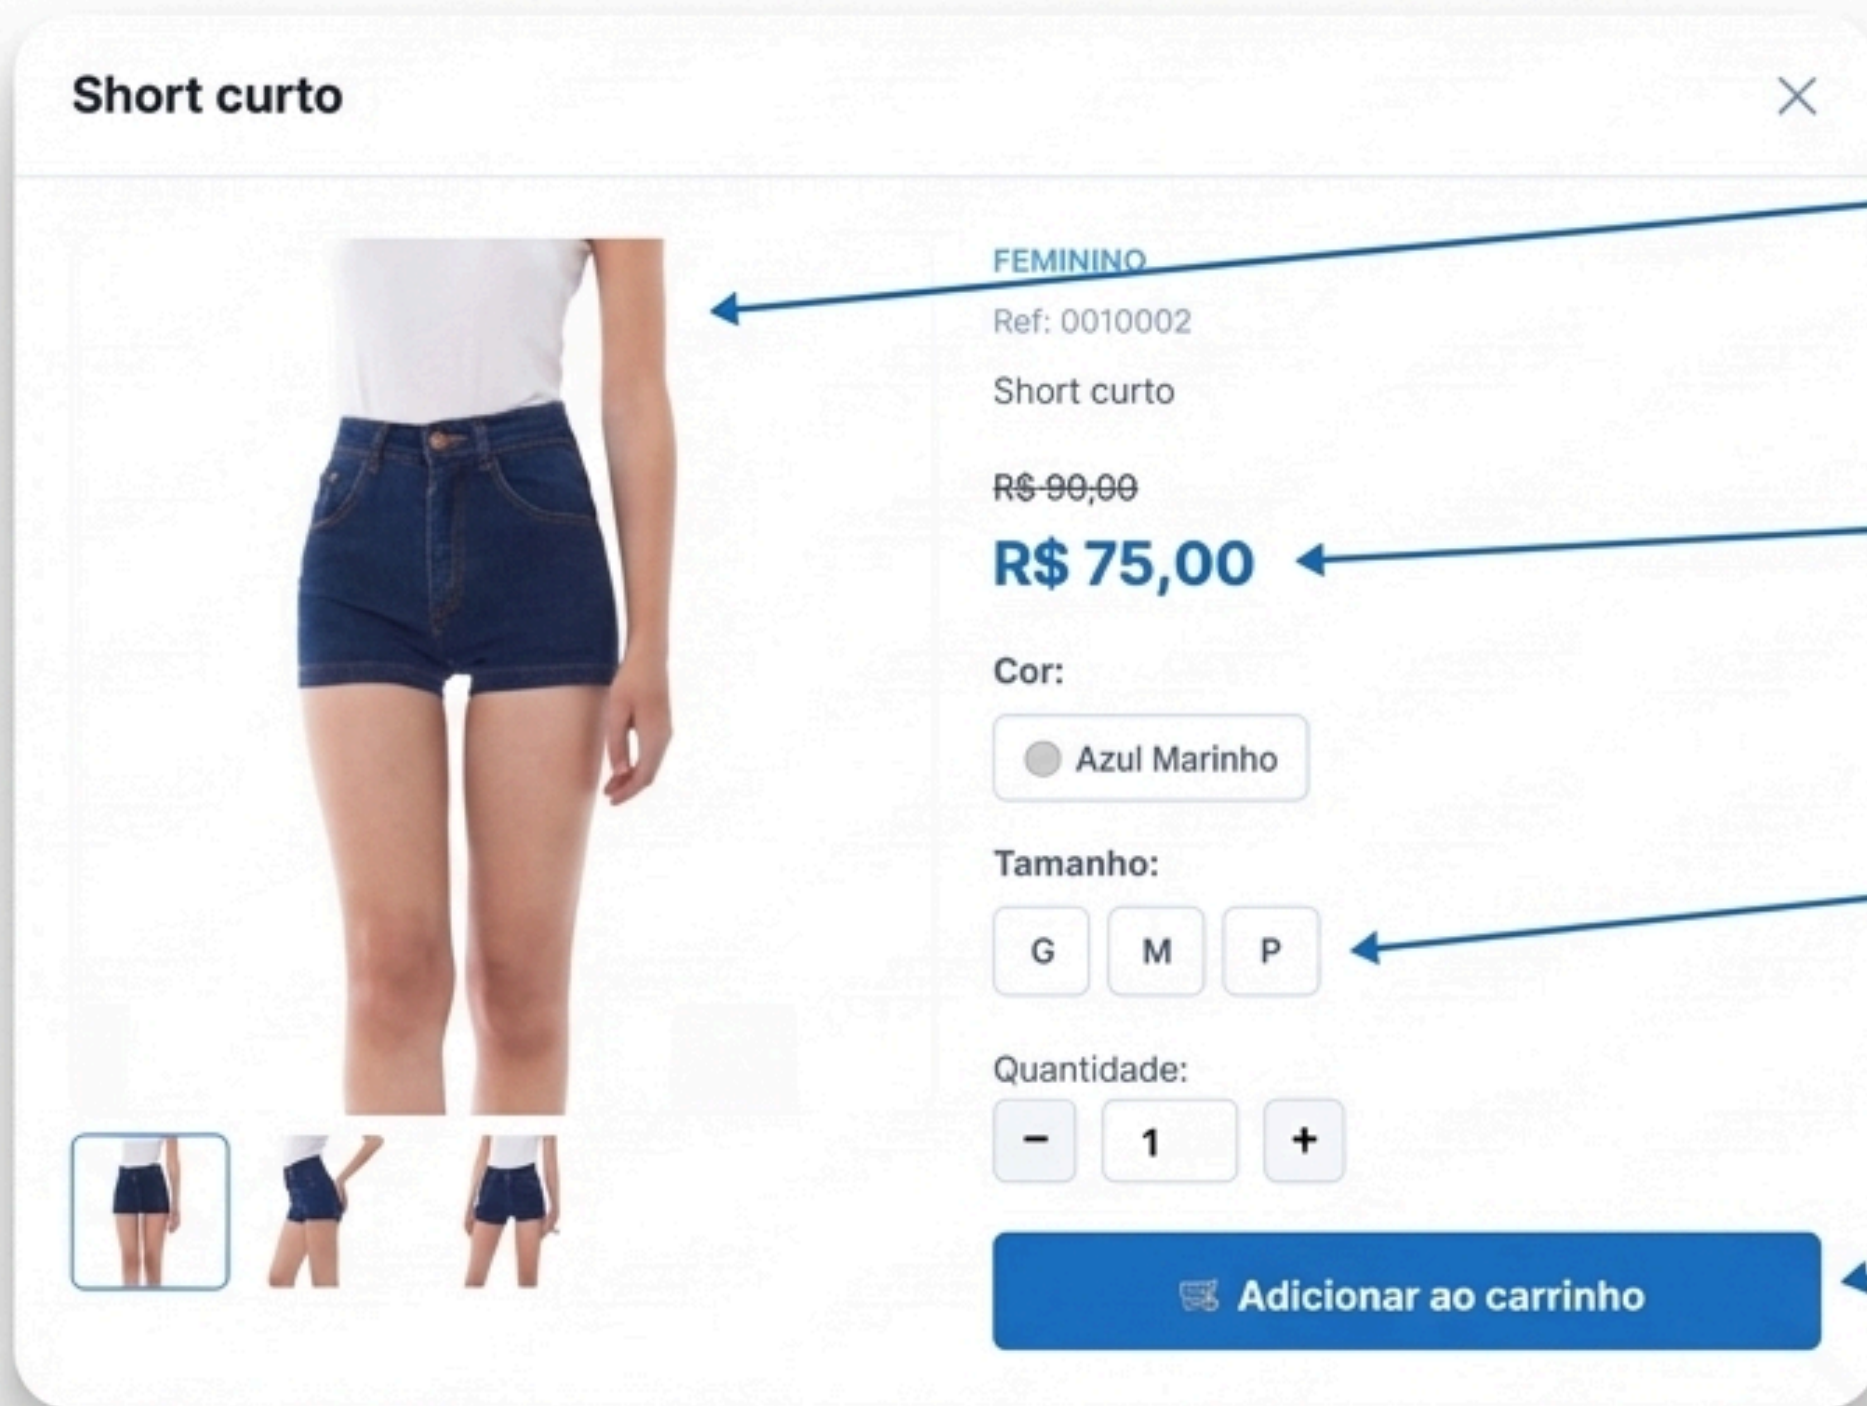 Short curto
FEMININO
Ref: 0010002
Short curto
R$ 90,00
R$ 75,00
Cor:
Azul Marinho
Tamanho:
G M P
Quantidade:
− 1 +
Adicionar ao carrinho